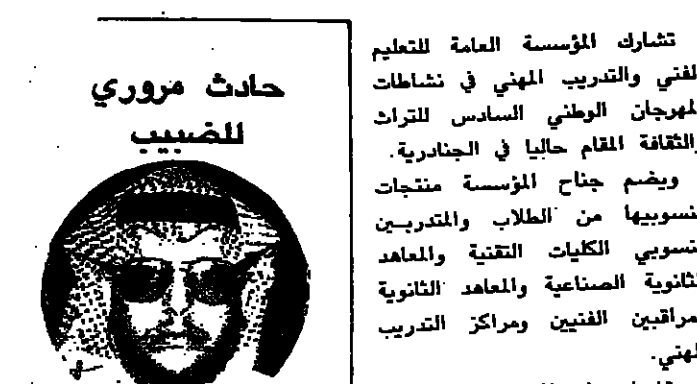 تشارك المؤسسة العامة للتعليم
لفني والتدريب المهني في نشاطات
لمهرجان الوطني السادس للتراث
والثقافة المقام حاليا في الجنادرية.
ويضم جناح المؤسسة منتجات
نسوبيها من الطلاب والمتدربين
نسوبي الكليات التقنية والمعاهد
لثانوية الصناعية والمعاهد الثانوية
مراقبين الفنيين ومراكز التدريب
لهني.
حادث مروري
للضبيب